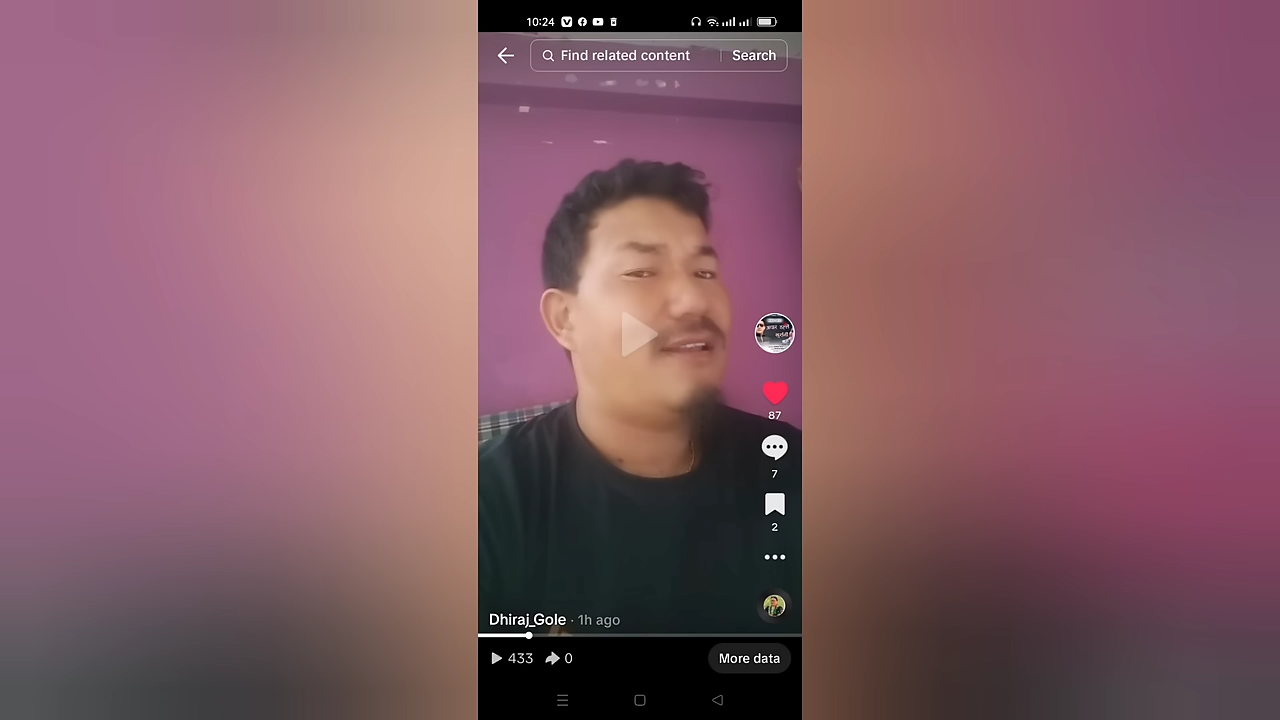 10:24
Find related content
Search
87
7
2
Dhiraj_Gole · 1h ago
433
0
More data